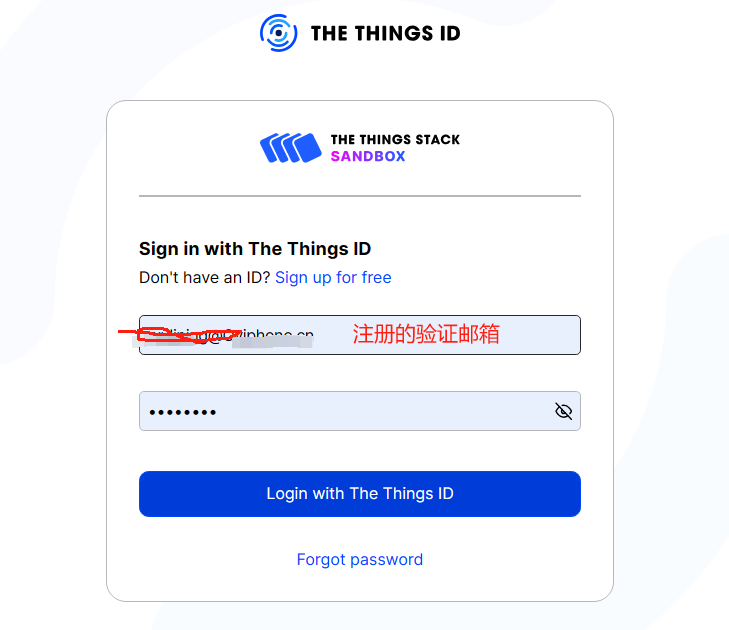 THE THINGS ID
THE THINGS STACK
SANDBOX
Sign in with The Things ID
Don't have an ID? Sign up for free
注册的验证邮箱
••••••••
Login with The Things ID
Forgot password